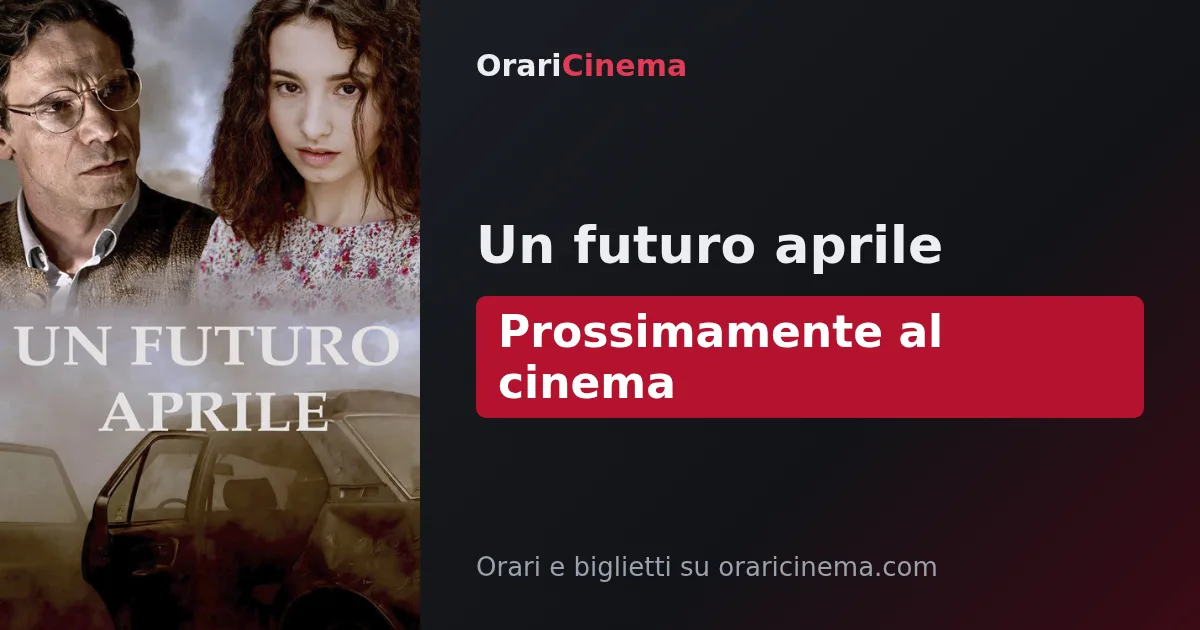 UN FUTURO
APRILE
OrariCinema
Un futuro aprile
Prossimamente al
cinema
Orari e biglietti su oraricinema.com